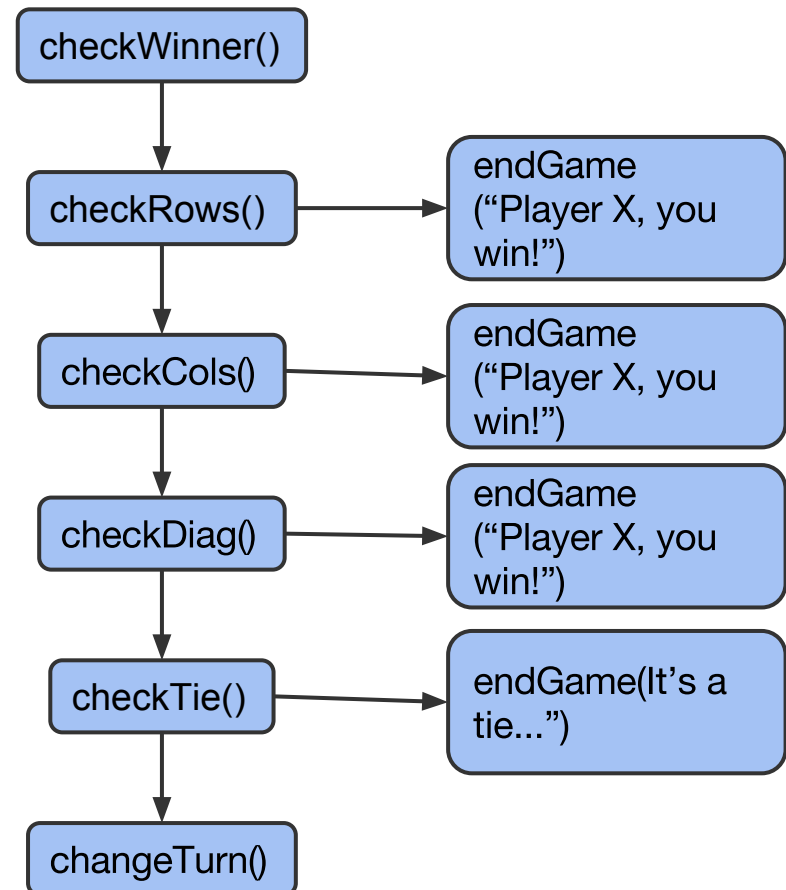 checkWinner()
checkRows()
endGame
(“Player X, you
win!”)
checkCols()
endGame
(“Player X, you
win!”)
checkDiag()
endGame
(“Player X, you
win!”)
checkTie()
endGame(It’s a
tie...”)
changeTurn()